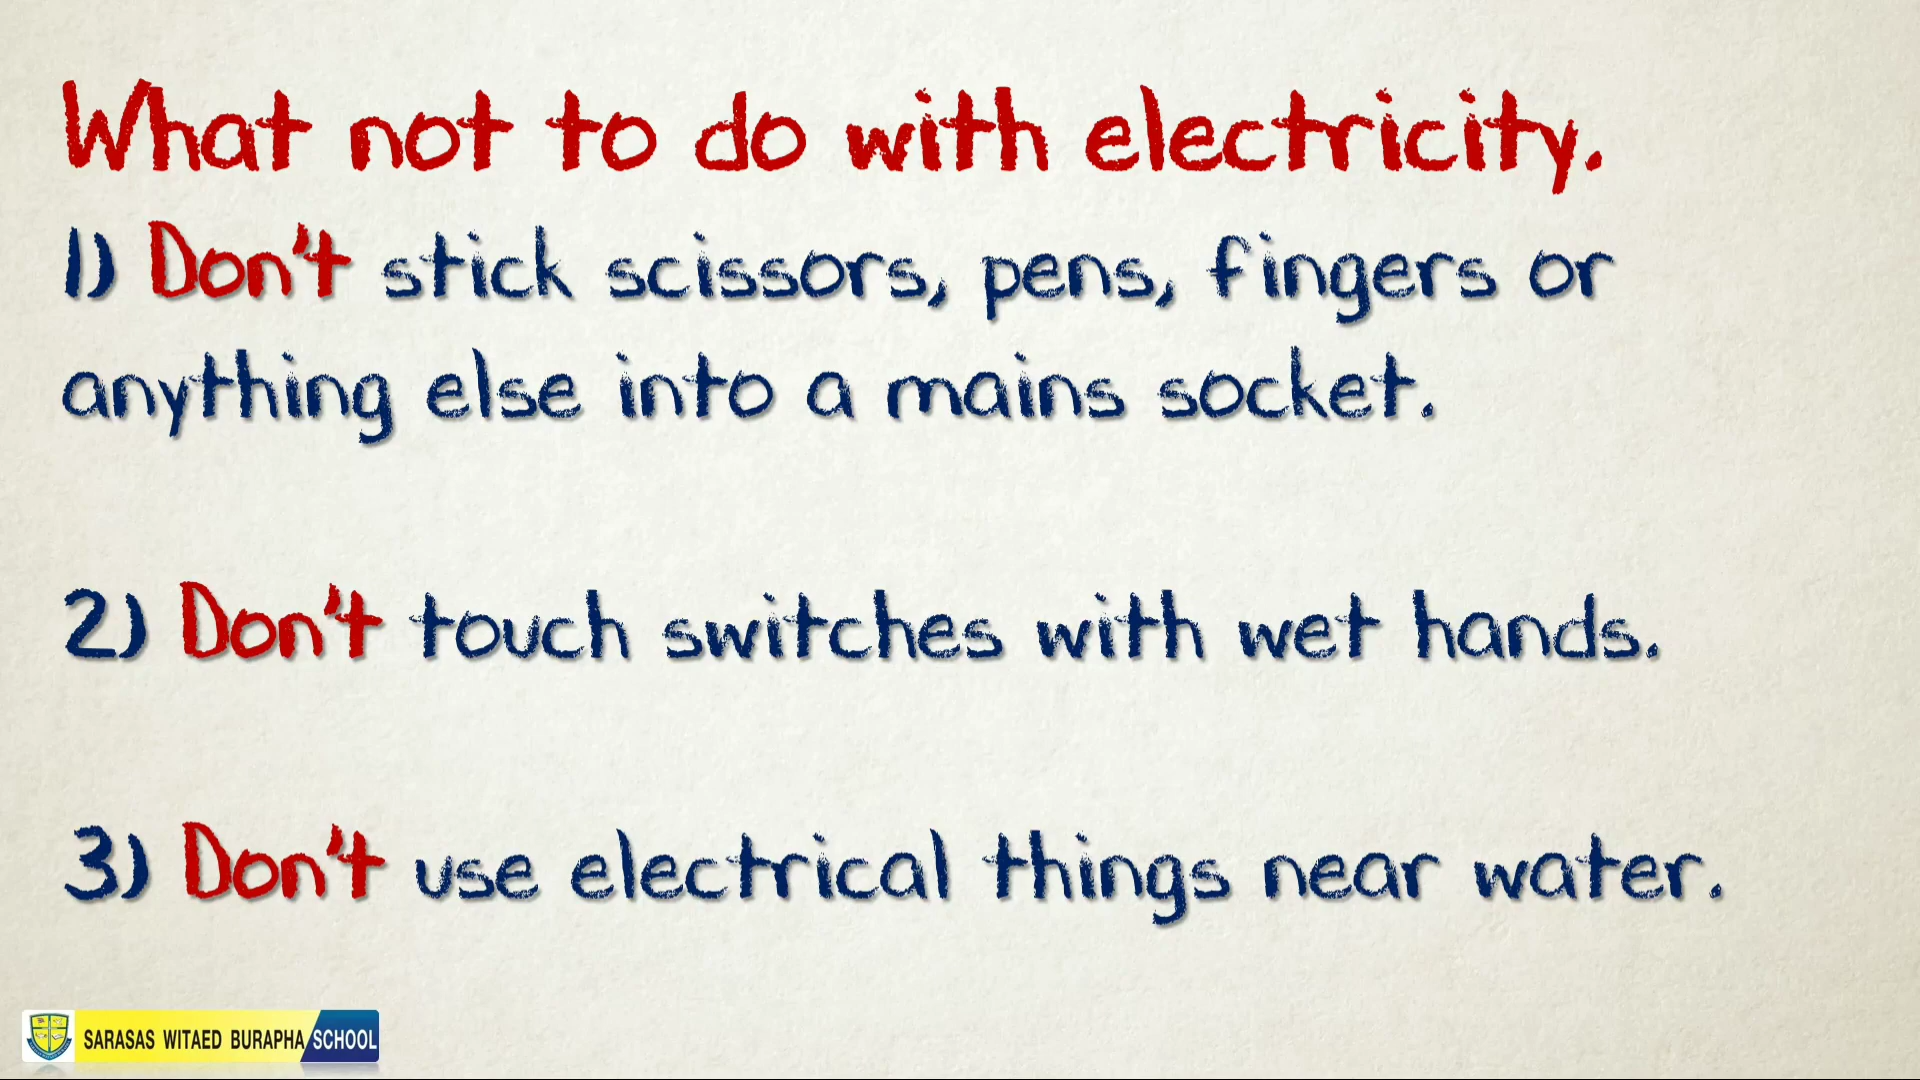 What not to do with electricity.
1) Don't stick scissors, pens, fingers or
anything else into a mains socket.
2) Don't touch switches with wet hands.
3) Don't use electrical things near water.
SARASAS WITAED BURAPHA SCHOOL